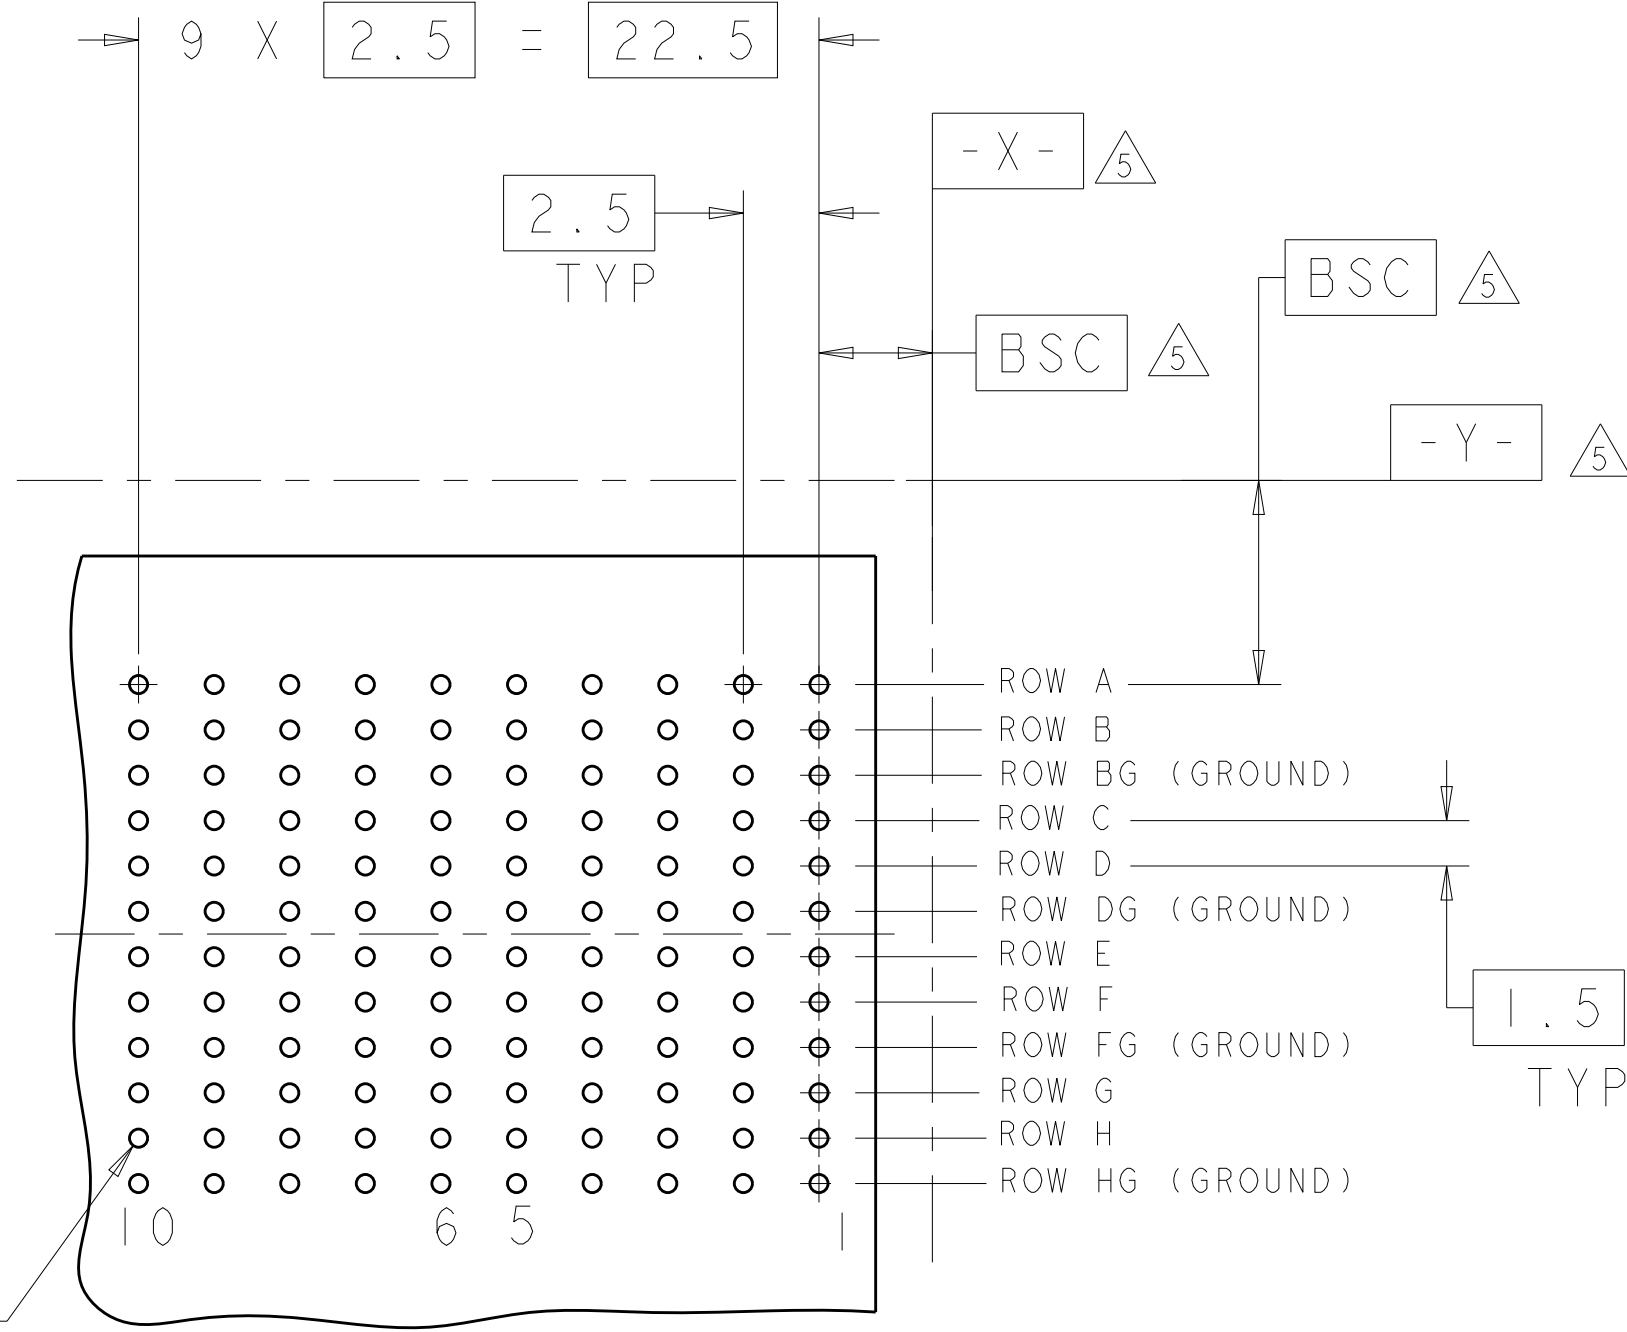 9 X 2.5 = 22.5
-X- 5
2.5
TYP
BSC 5
BSC 5
-Y- 5
ROW A
ROW B
ROW BG (GROUND)
ROW C
ROW D
ROW DG (GROUND)
ROW E
ROW F
1.5
TYP
ROW FG (GROUND)
ROW G
ROW H
ROW HG (GROUND)
10 6 5 1